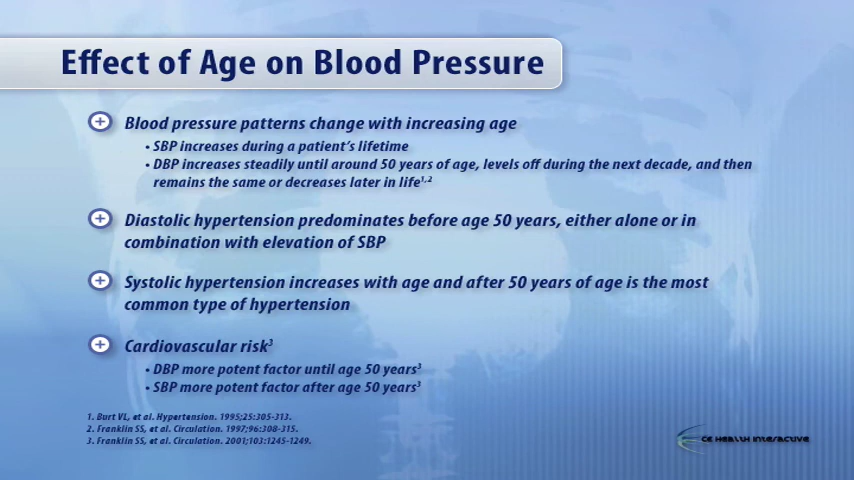 Effect of Age on Blood Pressure
Blood pressure patterns change with increasing age
• SBP increases during a patient's lifetime
• DBP increases steadily until around 50 years of age, levels off during the next decade, and then
remains the same or decreases later in life1,2
Diastolic hypertension predominates before age 50 years, either alone or in
combination with elevation of SBP
Systolic hypertension increases with age and after 50 years of age is the most
common type of hypertension
Cardiovascular risk3
• DBP more potent factor until age 50 years3
• SBP more potent factor after age 50 years3
1. Burt VL, et al. Hypertension. 1995;25:305-313.
2. Franklin SS, et al. Circulation. 1997;96:308-315.
3. Franklin SS, et al. Circulation. 2001;103:1245-1249.
CE Health Interactive